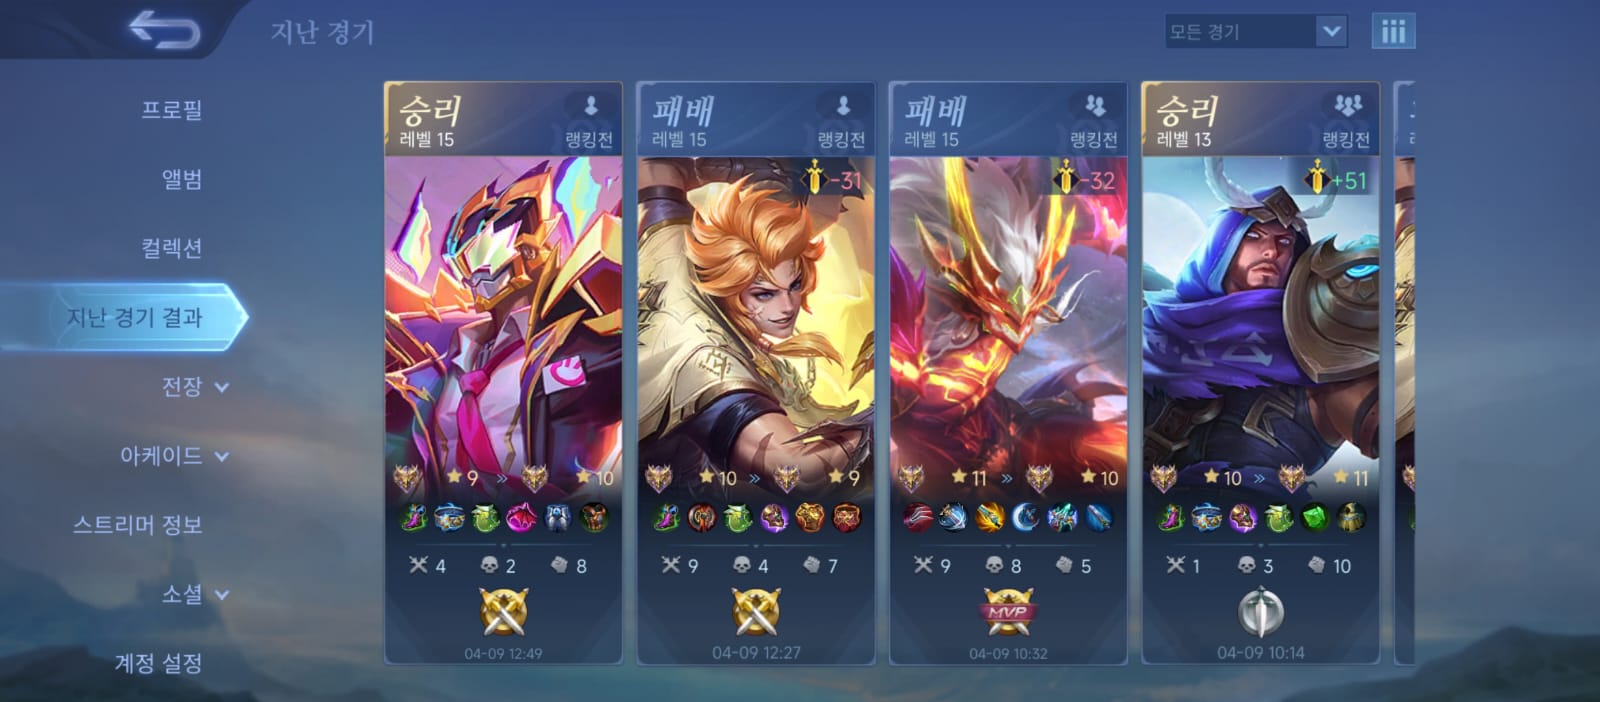 지난 경기
모든 경기
프로필
앨범
컬렉션
지난 경기 결과
전장
아케이드
스트리머 정보
소셜
계정 설정
승리
레벨 15
랭킹전
9 » 10
4 2 8
04-09 12:49
패배
레벨 15
랭킹전
-31
10 » 9
9 4 7
04-09 12:27
패배
레벨 15
랭킹전
-32
11 » 10
9 8 5
MVP
04-09 10:32
승리
레벨 13
랭킹전
+51
10 » 11
1 3 10
04-09 10:14